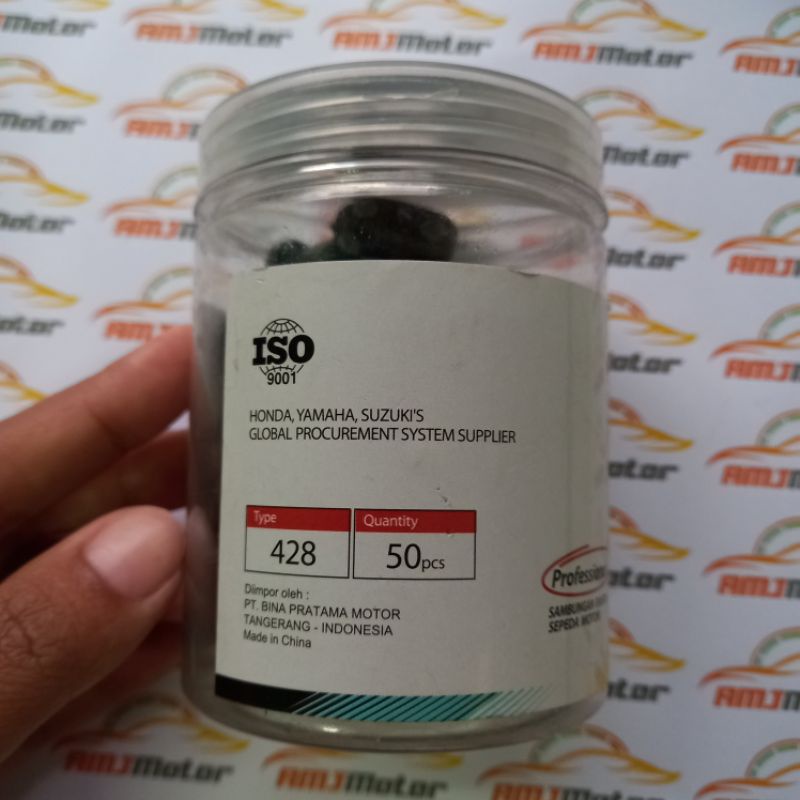 AMJMotor
ISO
9001
HONDA, YAMAHA, SUZUKI'S
GLOBAL PROCUREMENT SYSTEM SUPPLIER
Type
Quantity
428
50pcs
Diimpor oleh :
PT. BINA PRATAMA MOTOR
TANGERANG - INDONESIA
Made in China
SAMBUNGAN
SEPEDA MOTOR